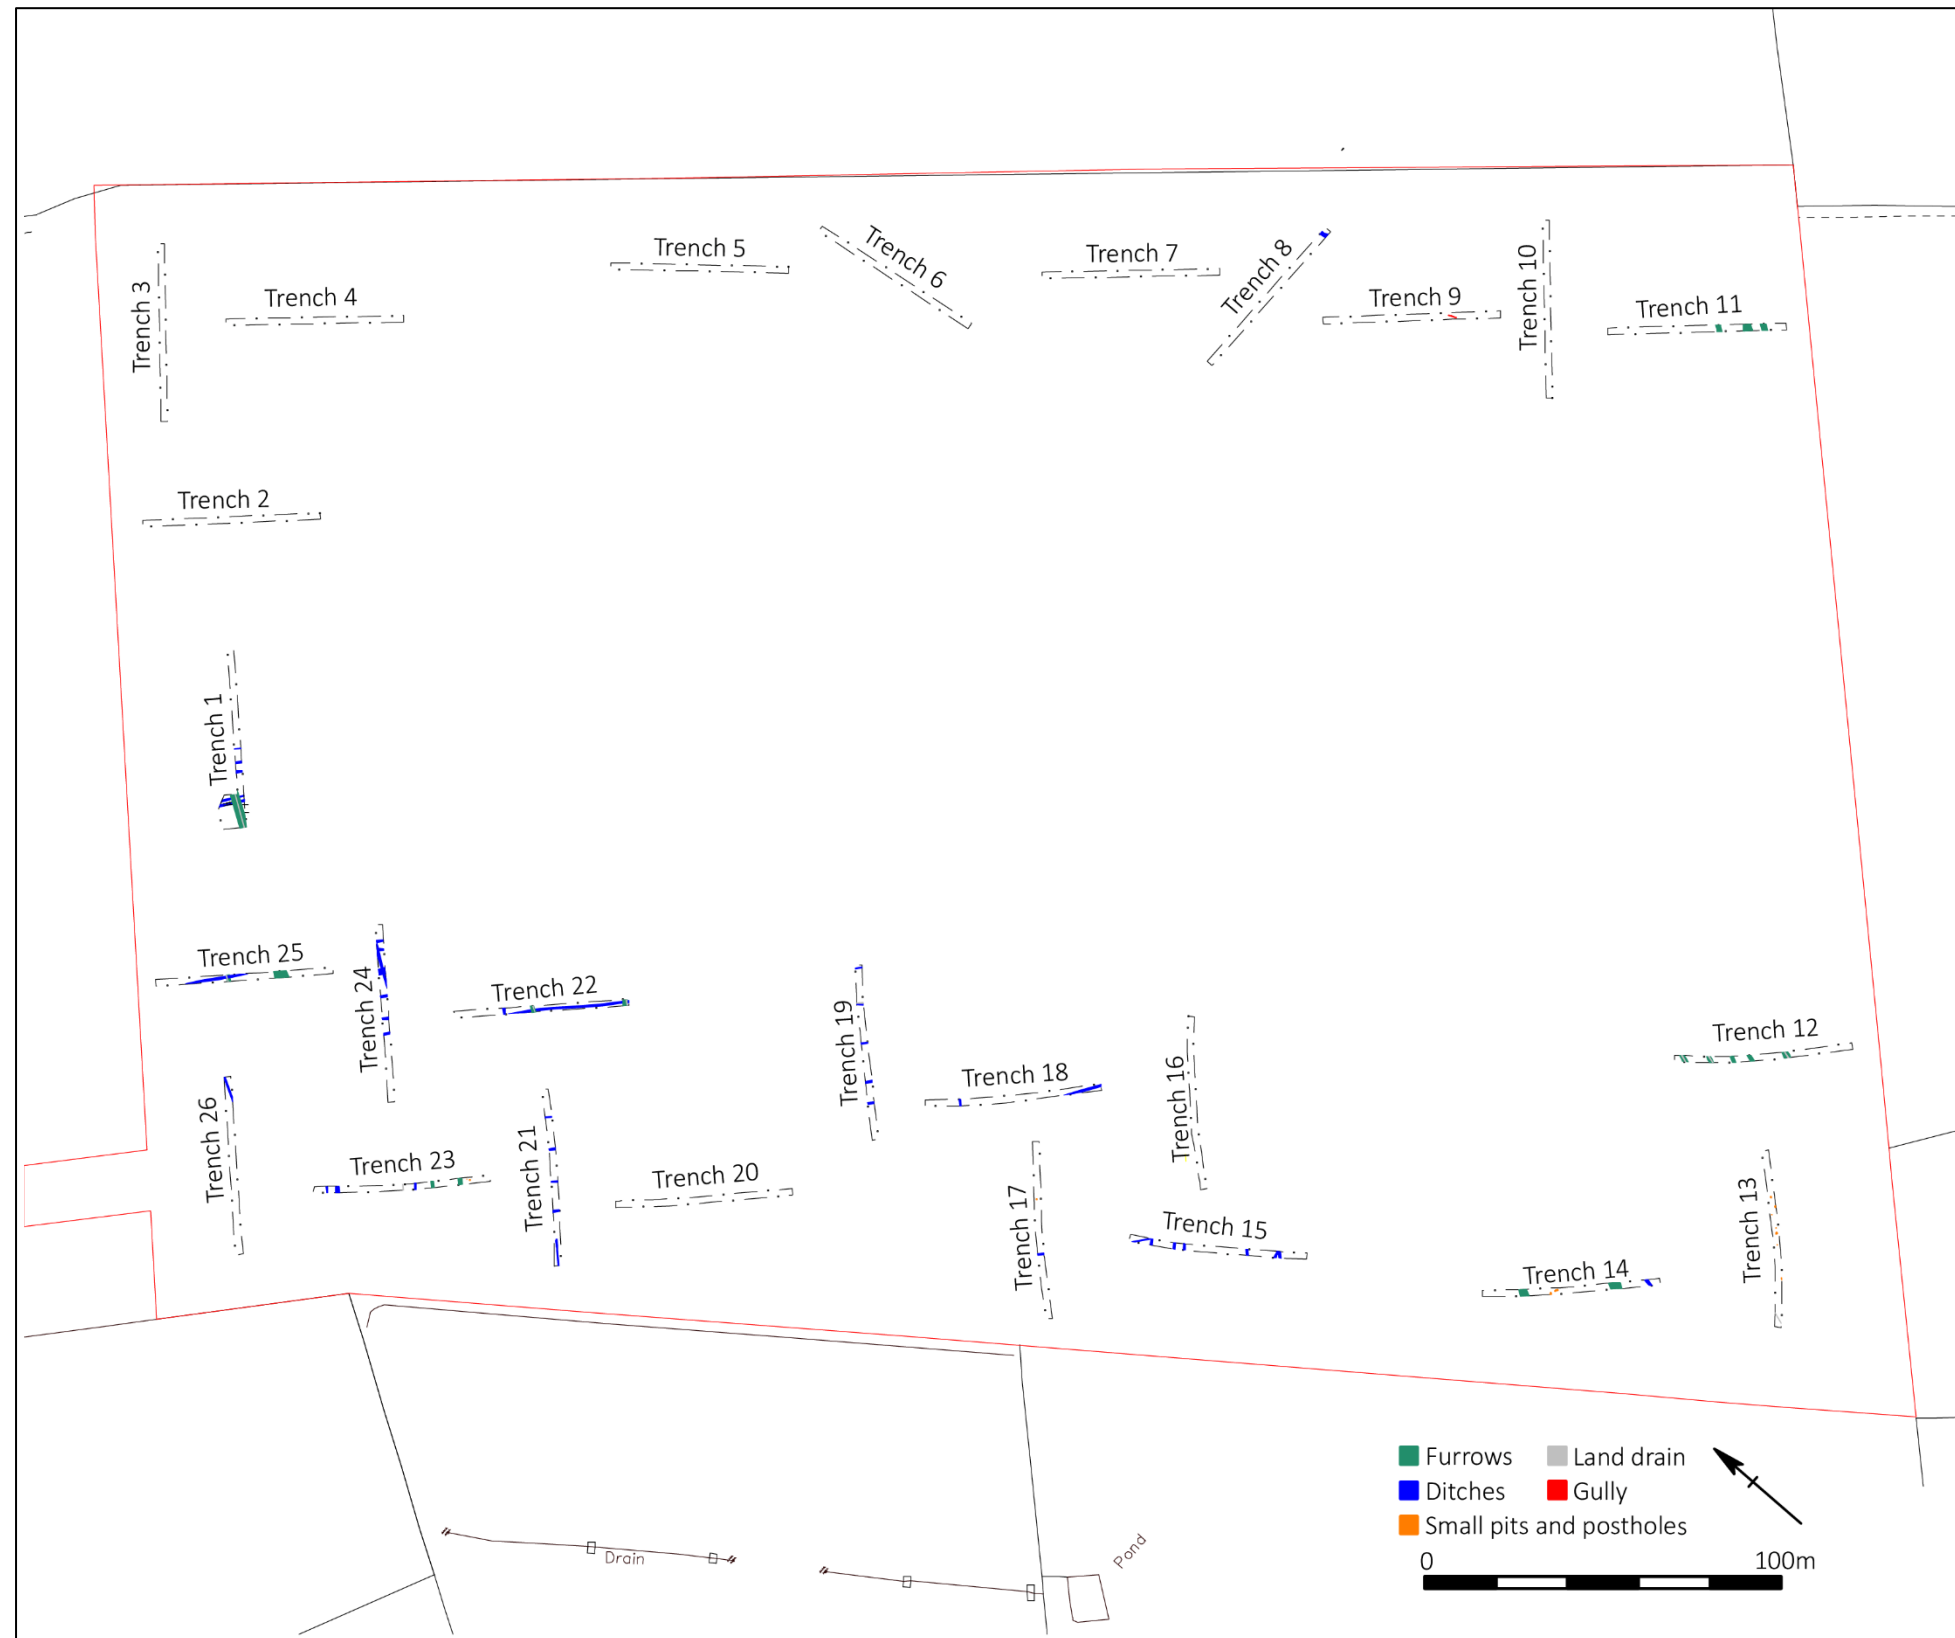 Trench 5
Trench 6
Trench 7
Trench 8
Trench 3
Trench 4
Trench 9
Trench 10
Trench 11
Trench 2
Trench 1
Trench 25
Trench 24
Trench 22
Trench 19
Trench 18
Trench 16
Trench 12
Trench 26
Trench 23
Trench 21
Trench 20
Trench 17
Trench 15
Trench 14
Trench 13
Furrows
Land drain
Ditches
Gully
Small pits and postholes
0 100m
Drain
Pond